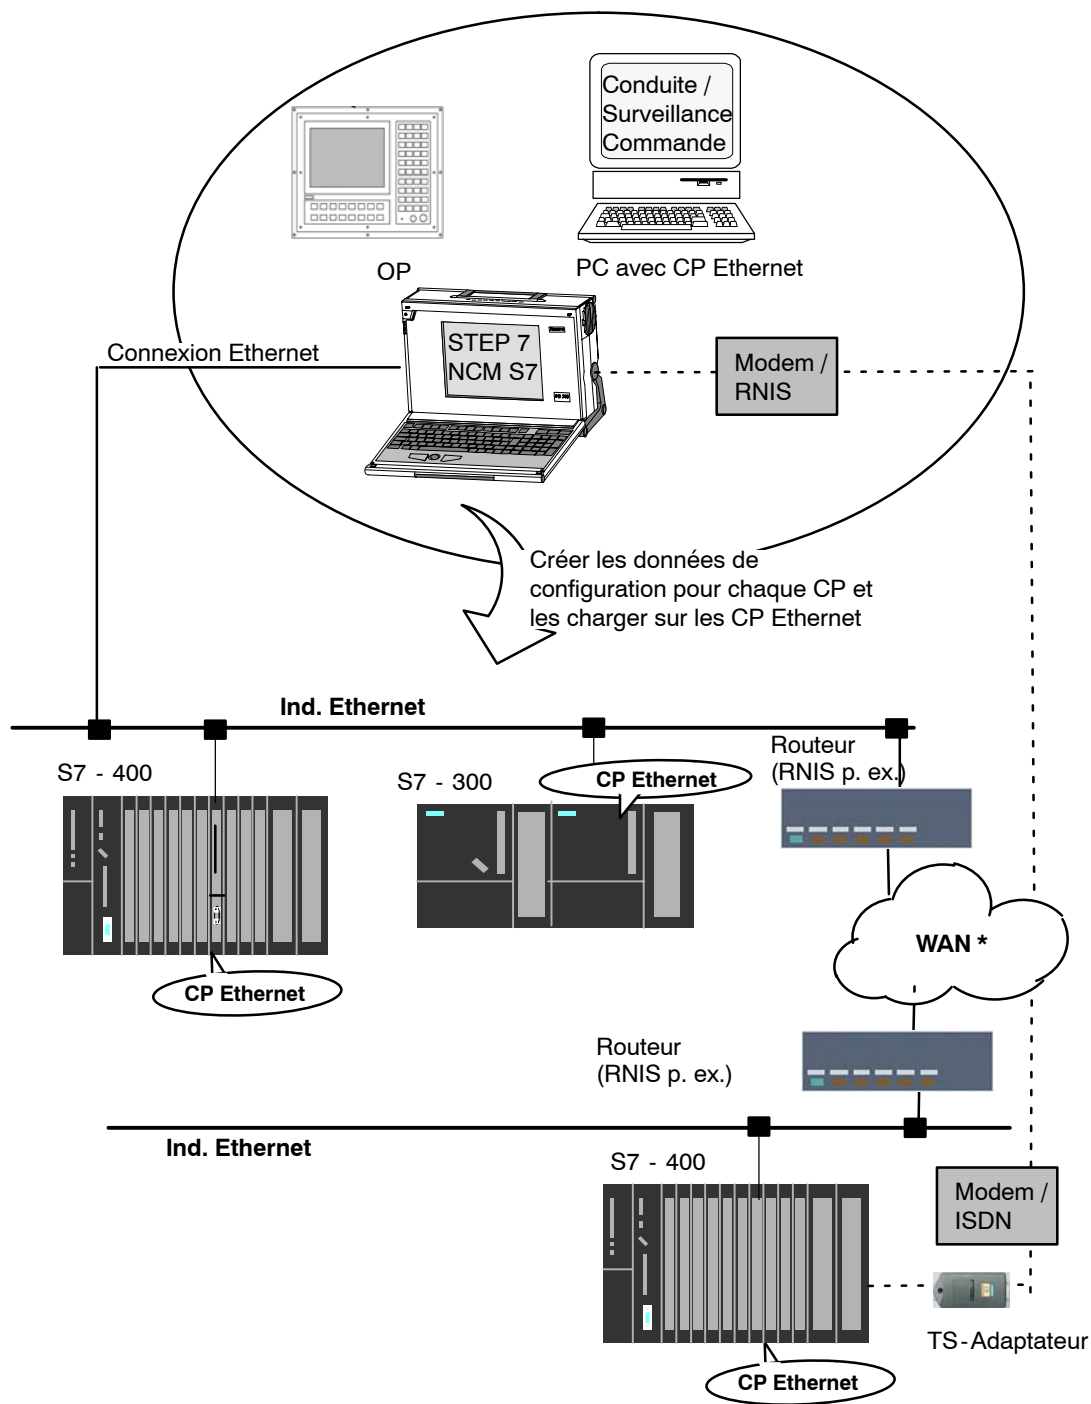 Conduite /
Surveillance
Commande
OP
PC avec CP Ethernet
Connexion Ethernet
STEP 7
NCM S7
Modem /
RNIS
Créer les données de
configuration pour chaque CP et
les charger sur les CP Ethernet
Ind. Ethernet
S7 - 400
S7 - 300
CP Ethernet
Routeur
(RNIS p. ex.)
CP Ethernet
WAN *
Routeur
(RNIS p. ex.)
Ind. Ethernet
S7 - 400
Modem /
ISDN
TS-Adaptateur
CP Ethernet